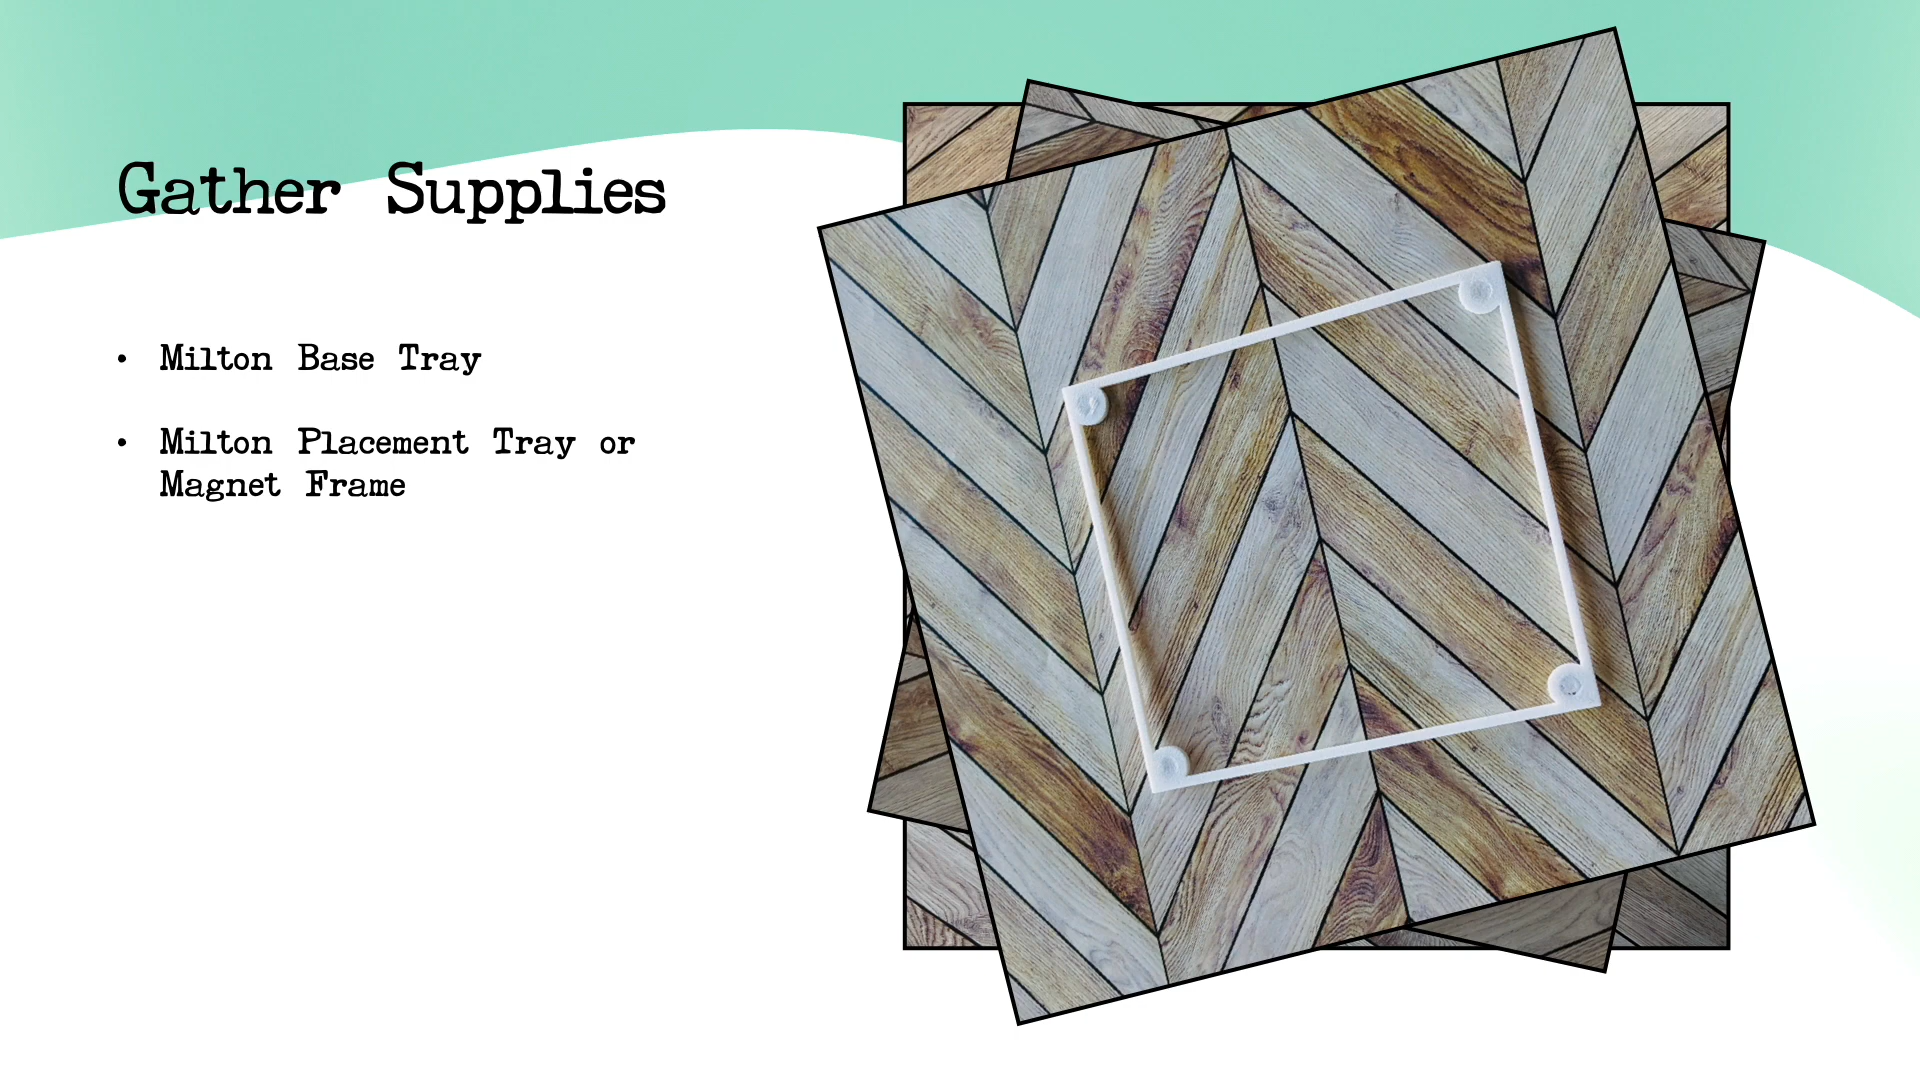 Gather Supplies
• Milton Base Tray
• Milton Placement Tray or
Magnet Frame